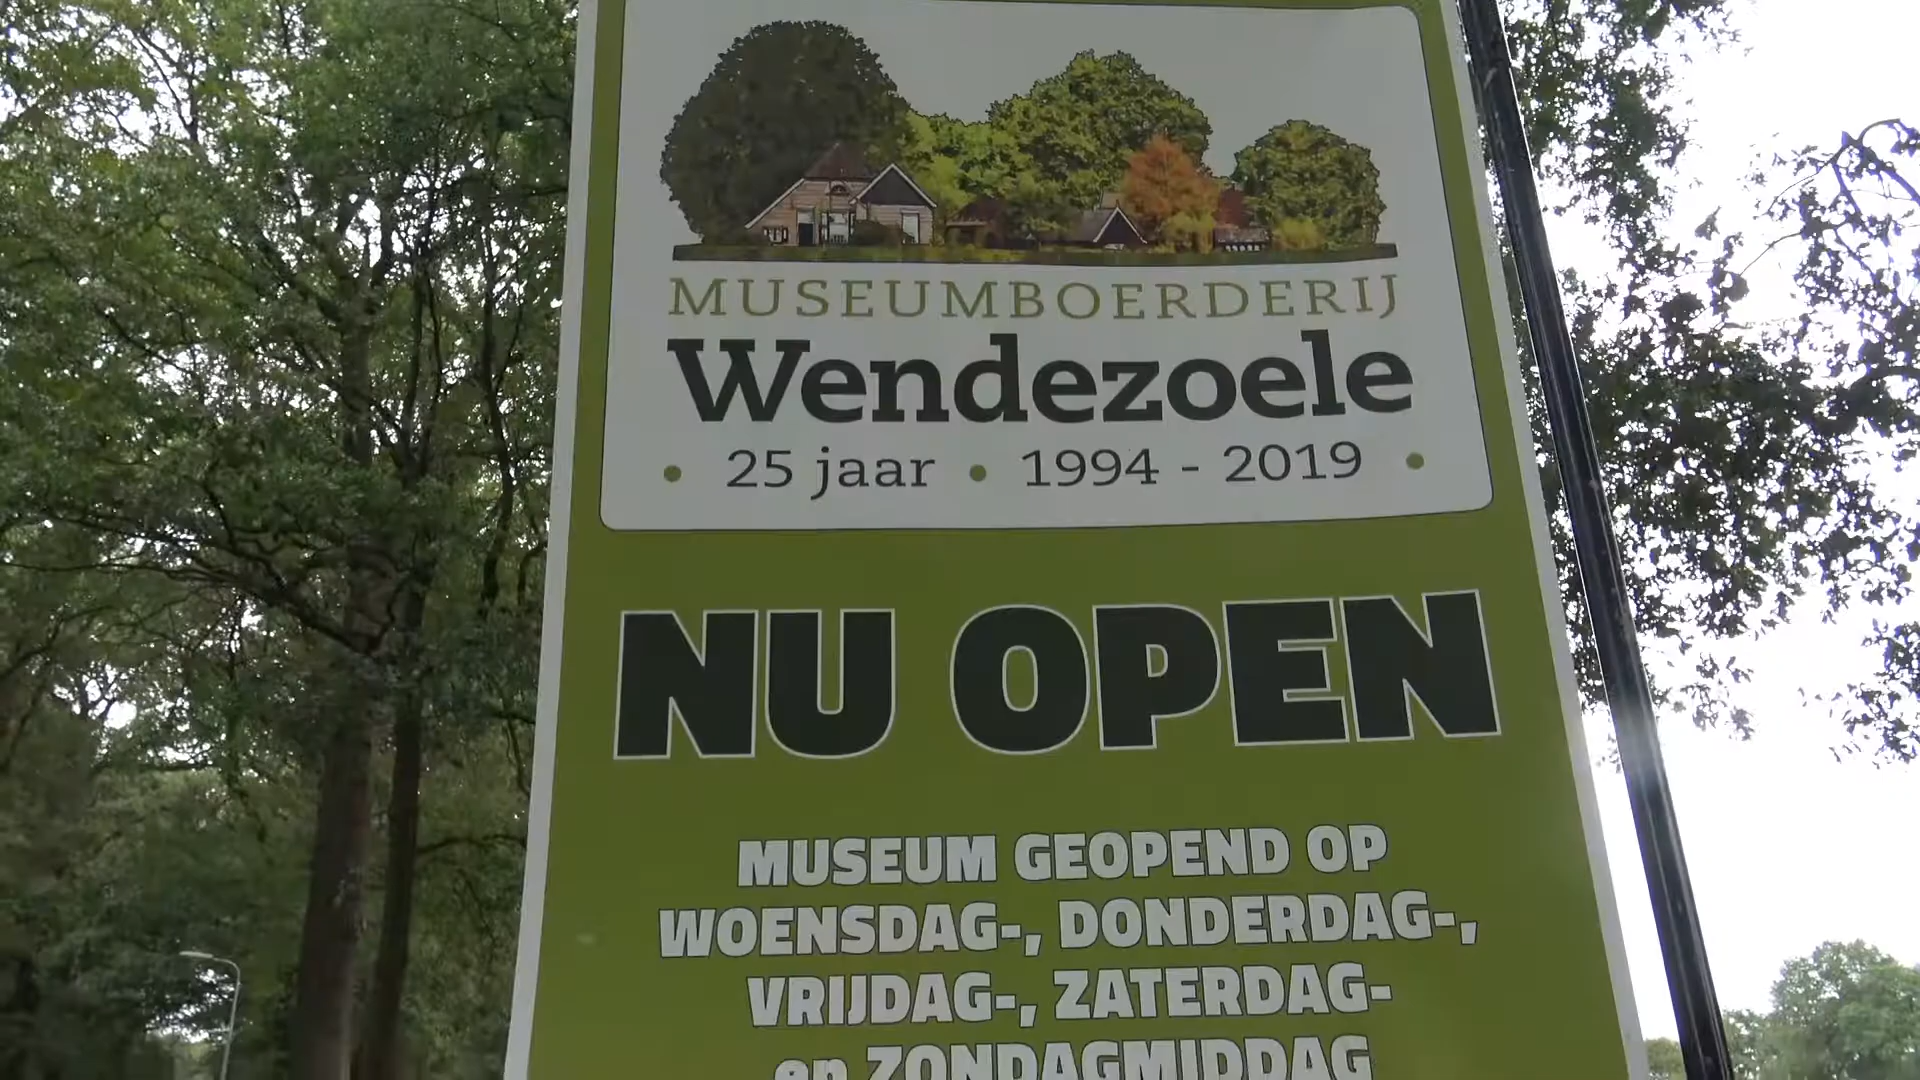 MUSEUMBOERDERIJ
Wendezoele
• 25 jaar • 1994 - 2019 •
NU OPEN
MUSEUM GEOPEND OP
WOENSDAG-, DONDERDAG-,
VRIJDAG-, ZATERDAG-
en ZONDAGMIDDAG